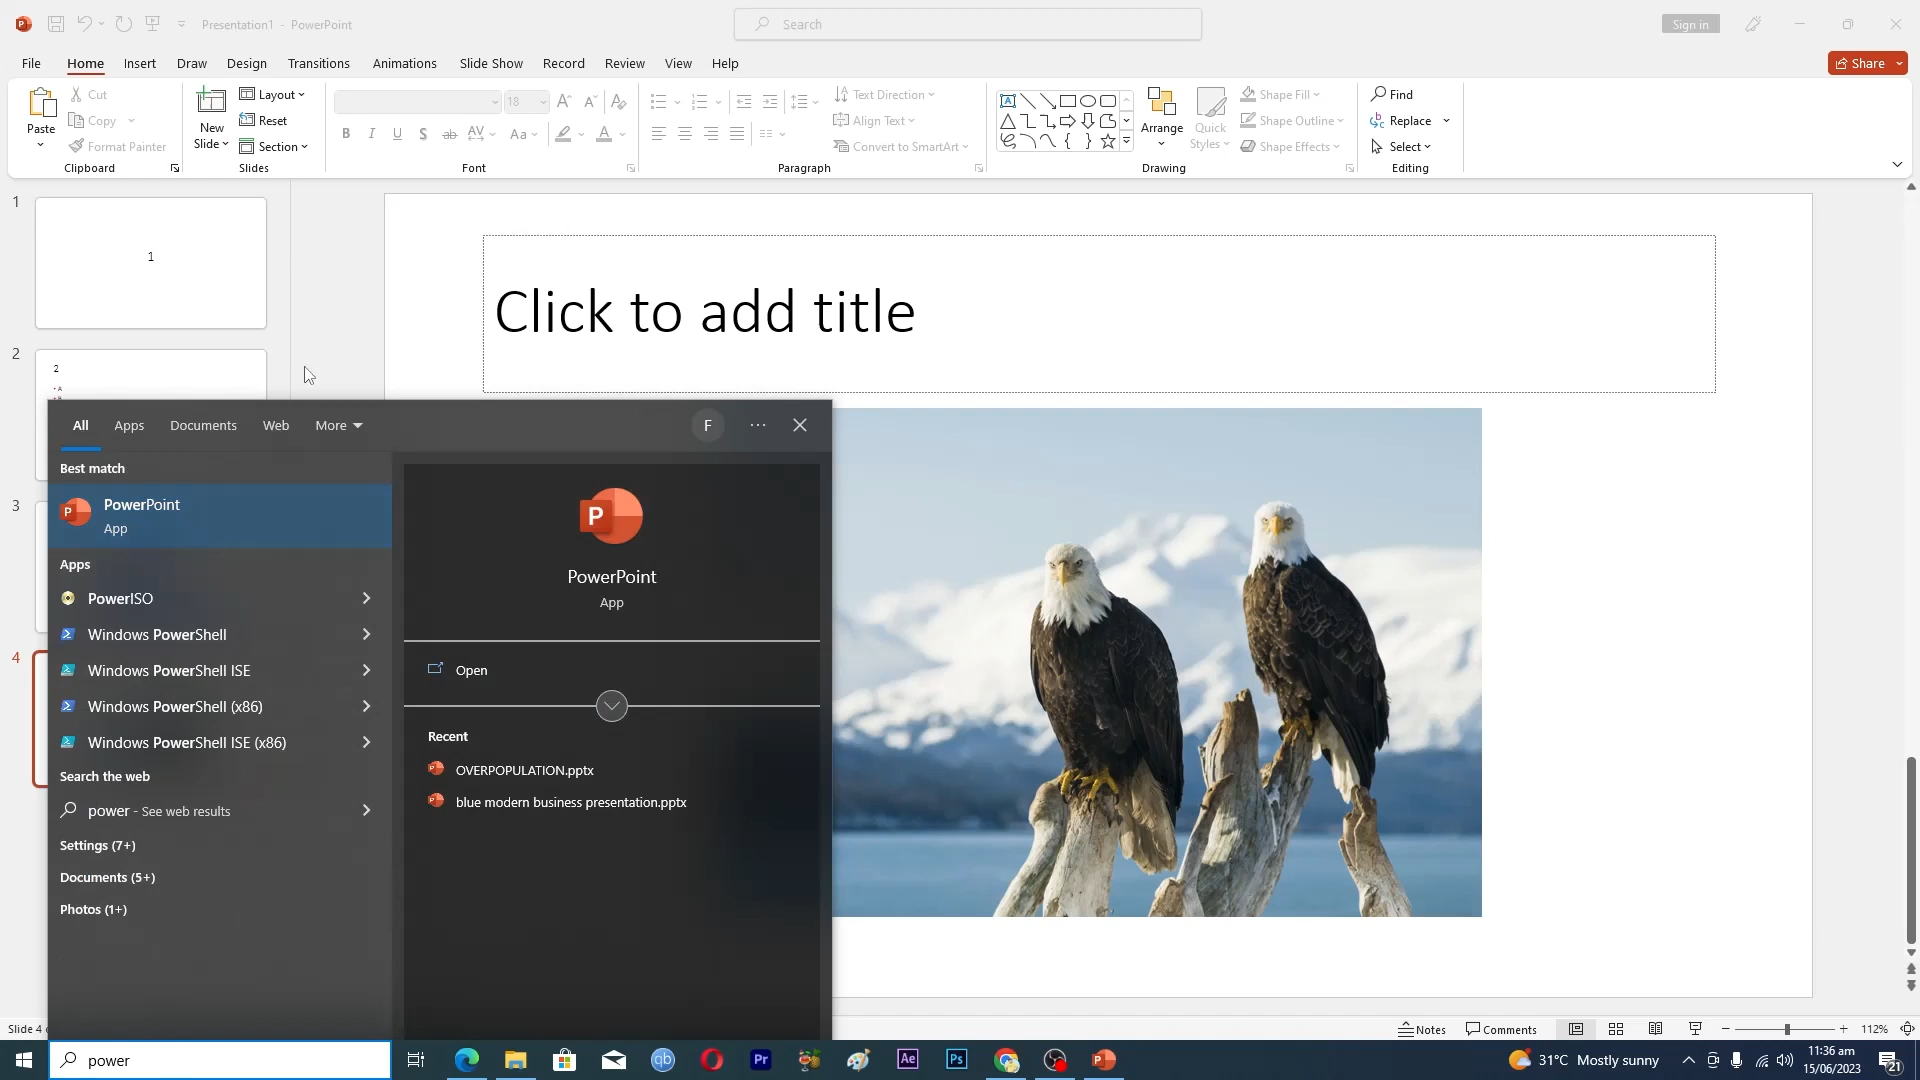 Presentation1 - PowerPoint
Search
Sign in
File Home Insert Draw Design Transitions Animations Slide Show Record Review View Help
Share
Paste
Cut
Copy
Format Painter
Clipboard
New Slide
Layout
Reset
Section
Slides
18
Font
Text Direction
Align Text
Convert to SmartArt
Paragraph
Arrange
Quick Styles
Shape Fill
Shape Outline
Shape Effects
Drawing
Find
Replace
Select
Editing
1
1
2
2
A
3
4
Click to add title
All Apps Documents Web More
F
Best match
PowerPoint
App
Apps
PowerISO
Windows PowerShell
Windows PowerShell ISE
Windows PowerShell (x86)
Windows PowerShell ISE (x86)
Search the web
power - See web results
Settings (7+)
Documents (5+)
Photos (1+)
P
PowerPoint
App
Open
Recent
OVERPOPULATION.pptx
blue modern business presentation.pptx
Slide 4
Notes
Comments
112%
power
qb
Pr
Ae
Ps
31°C Mostly sunny
11:36 am
15/06/2023
21